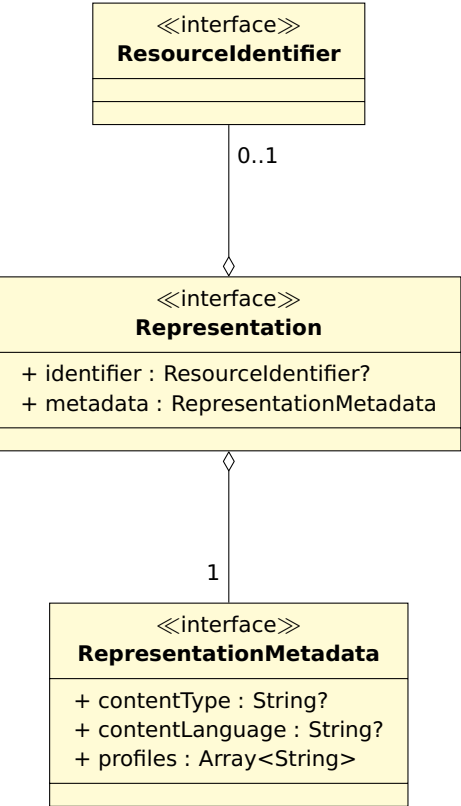 ≪interface≫
ResourceIdentifier
0..1
≪interface≫
Representation
+ identifier : ResourceIdentifier?
+ metadata : RepresentationMetadata
1
≪interface≫
RepresentationMetadata
+ contentType : String?
+ contentLanguage : String?
+ profiles : Array<String>